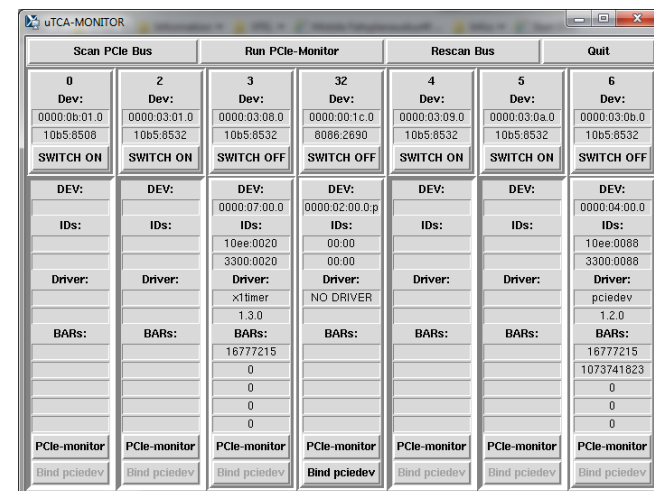 uTCA-MONITOR
Scan PCIe Bus Run PCIe-Monitor Rescan Bus Quit
0 2 3 32 4 5 6
Dev: Dev: Dev: Dev: Dev: Dev: Dev:
0000:0b:01.0 0000:03:01.0 0000:03:08.0 0000:00:1c.0 0000:03:09.0 0000:03:0a.0 0000:03:0b.0
10b5:8508 10b5:8532 10b5:8532 8086:2690 10b5:8532 10b5:8532 10b5:8532
SWITCH ON SWITCH ON SWITCH OFF SWITCH OFF SWITCH ON SWITCH ON SWITCH OFF
DEV: DEV: DEV: DEV: DEV: DEV: DEV:
0000:07:00.0 0000:02:00.0:p 0000:04:00.0
IDs: IDs: IDs: IDs: IDs: IDs: IDs:
10ee:0020 00:00 10ee:0088
3300:0020 00:00 3300:0088
Driver: Driver: Driver: Driver: Driver: Driver: Driver:
x1timer NO DRIVER pciedev
1.3.0 1.2.0
BARs: BARs: BARs: BARs: BARs: BARs: BARs:
16777215 16777215
0 1073741823
0 0
0 0
0 0
PCIe-monitor PCIe-monitor PCIe-monitor PCIe-monitor PCIe-monitor PCIe-monitor PCIe-monitor
Bind pciedev Bind pciedev Bind pciedev Bind pciedev Bind pciedev Bind pciedev Bind pciedev